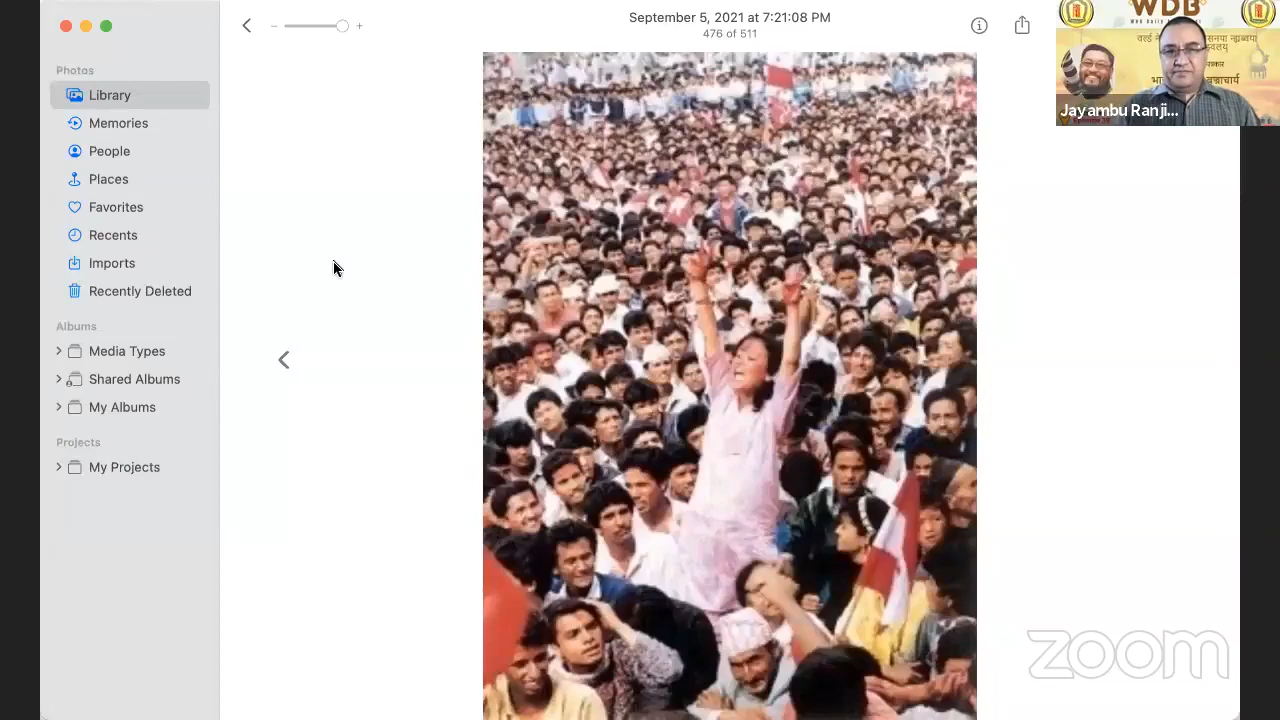 September 5, 2021 at 7:21:08 PM
476 of 511
Photos
Library
Memories
People
Places
Favorites
Recents
Imports
Recently Deleted
Albums
Media Types
Shared Albums
My Albums
Projects
My Projects
WDB
Jayambu Ranji...
zoom